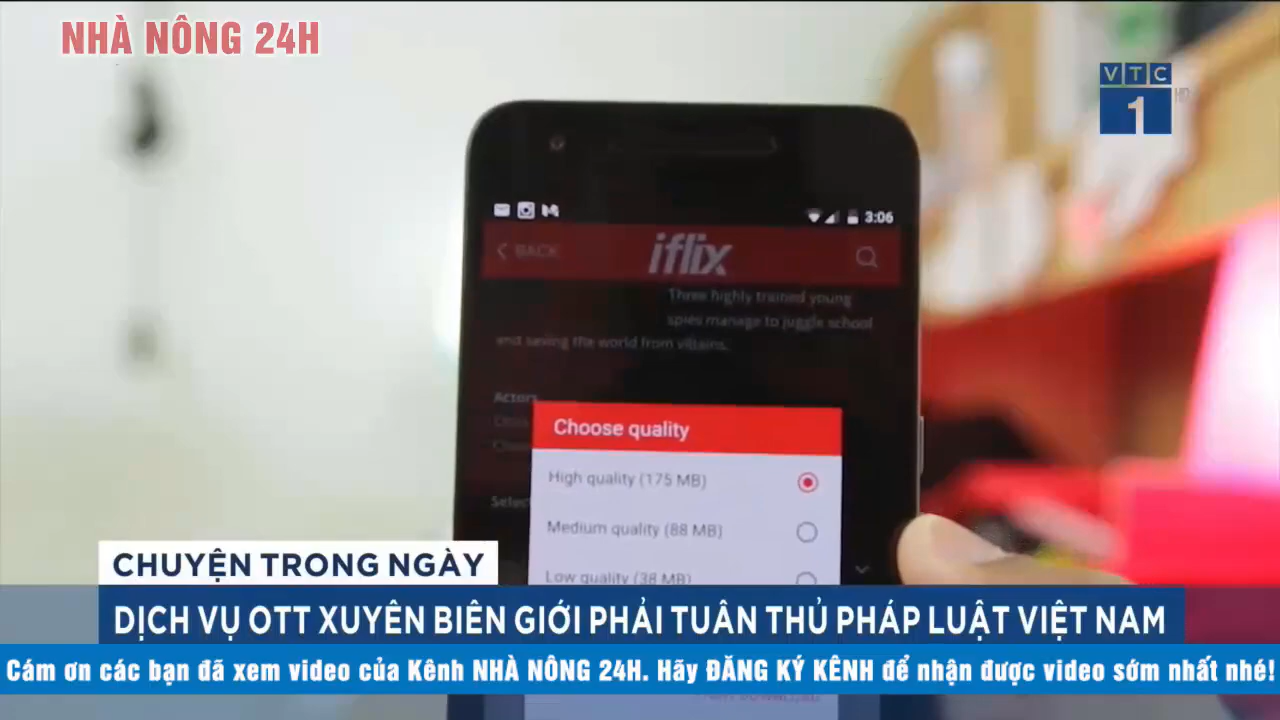 NHÀ NÔNG 24H
VTC
1
HD
3:06
BACK
iflix
Three highly trained young
spies manage to juggle school
and saving the world from villains.
Actors
Choose quality
High quality (175 MB)
Medium quality (88 MB)
Low quality (38 MB)
CHUYỆN TRONG NGÀY
DỊCH VỤ OTT XUYÊN BIÊN GIỚI PHẢI TUÂN THỦ PHÁP LUẬT VIỆT NAM
Cám ơn các bạn đã xem video của Kênh NHÀ NÔNG 24H. Hãy ĐĂNG KÝ KÊNH để nhận được video sớm nhất nhé!